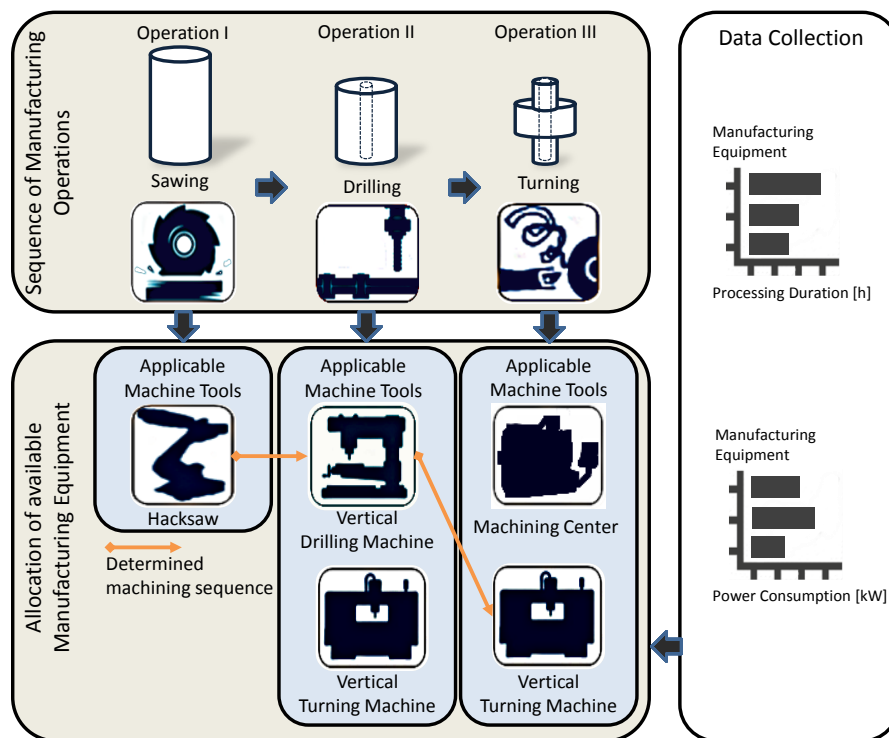 Operation I
Operation II
Operation III
Sequence of Manufacturing
Operations
Sawing
Drilling
Turning
Allocation of available
Manufacturing Equipment
Applicable
Machine Tools
Hacksaw
Determined
machining sequence
Applicable
Machine Tools
Vertical
Drilling Machine
Vertical
Turning Machine
Applicable
Machine Tools
Machining Center
Vertical
Turning Machine
Data Collection
Manufacturing
Equipment
Processing Duration [h]
Manufacturing
Equipment
Power Consumption [kW]